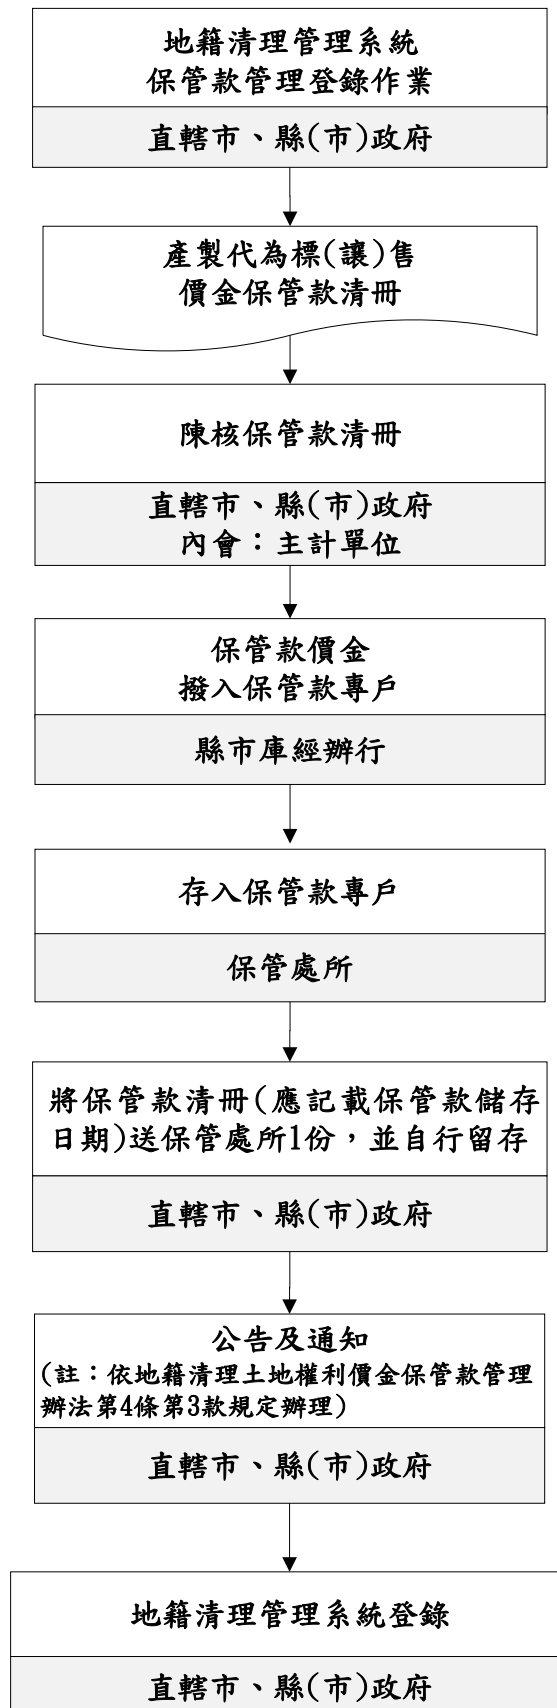 地籍清理管理系統
保管款管理登錄作業
直轄市、縣(市)政府
產製代為標(讓)售
價金保管款清冊
陳核保管款清冊
直轄市、縣(市)政府
內會：主計單位
保管款價金
撥入保管款專戶
縣市庫經辦行
存入保管款專戶
保管處所
將保管款清冊(應記載保管款儲存
日期)送保管處所1份，並自行留存
直轄市、縣(市)政府
公告及通知
(註：依地籍清理土地權利價金保管款管理
辦法第4條第3款規定辦理)
直轄市、縣(市)政府
地籍清理管理系統登錄
直轄市、縣(市)政府